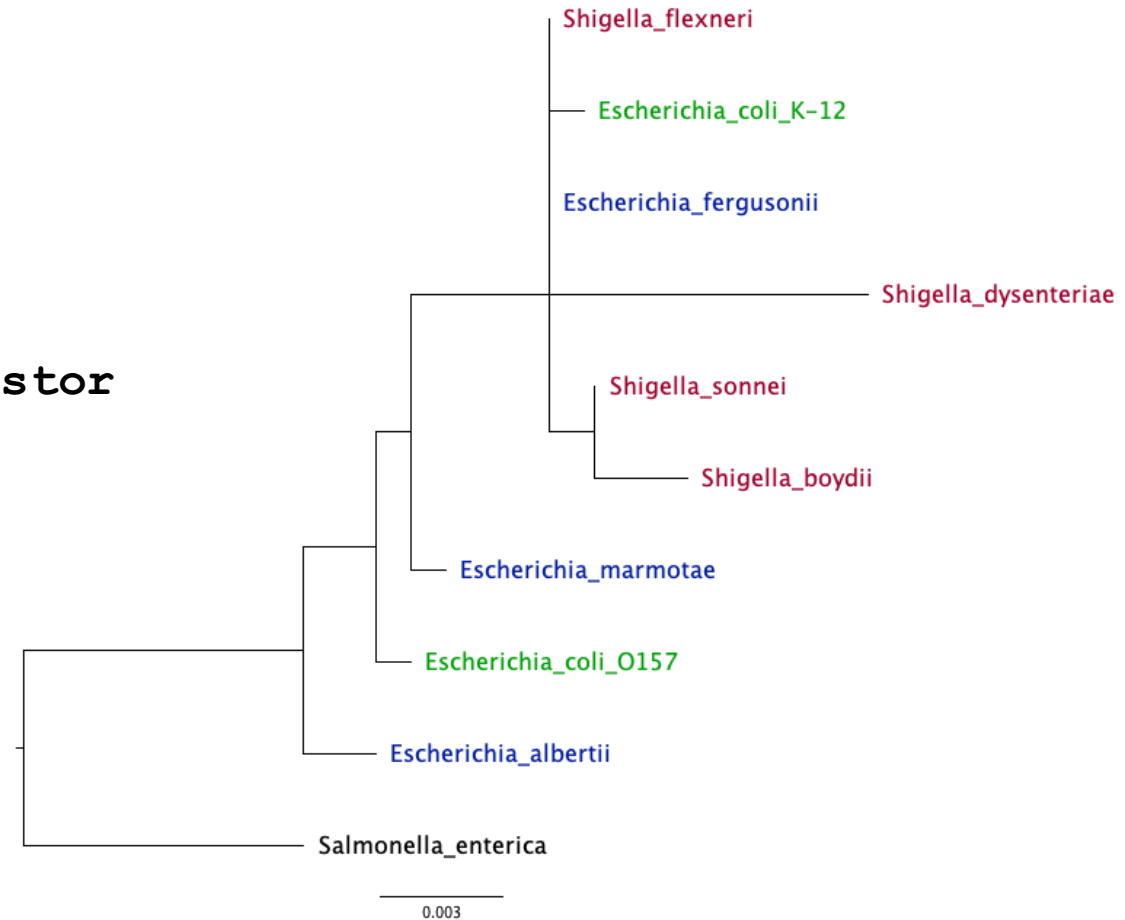 Shigella_flexneri
Escherichia_coli_K-12
Escherichia_fergusonii
Shigella_dysenteriae
stor
Shigella_sonnei
Shigella_boydii
Escherichia_marmotae
Escherichia_coli_O157
Escherichia_albertii
Salmonella_enterica
0.003